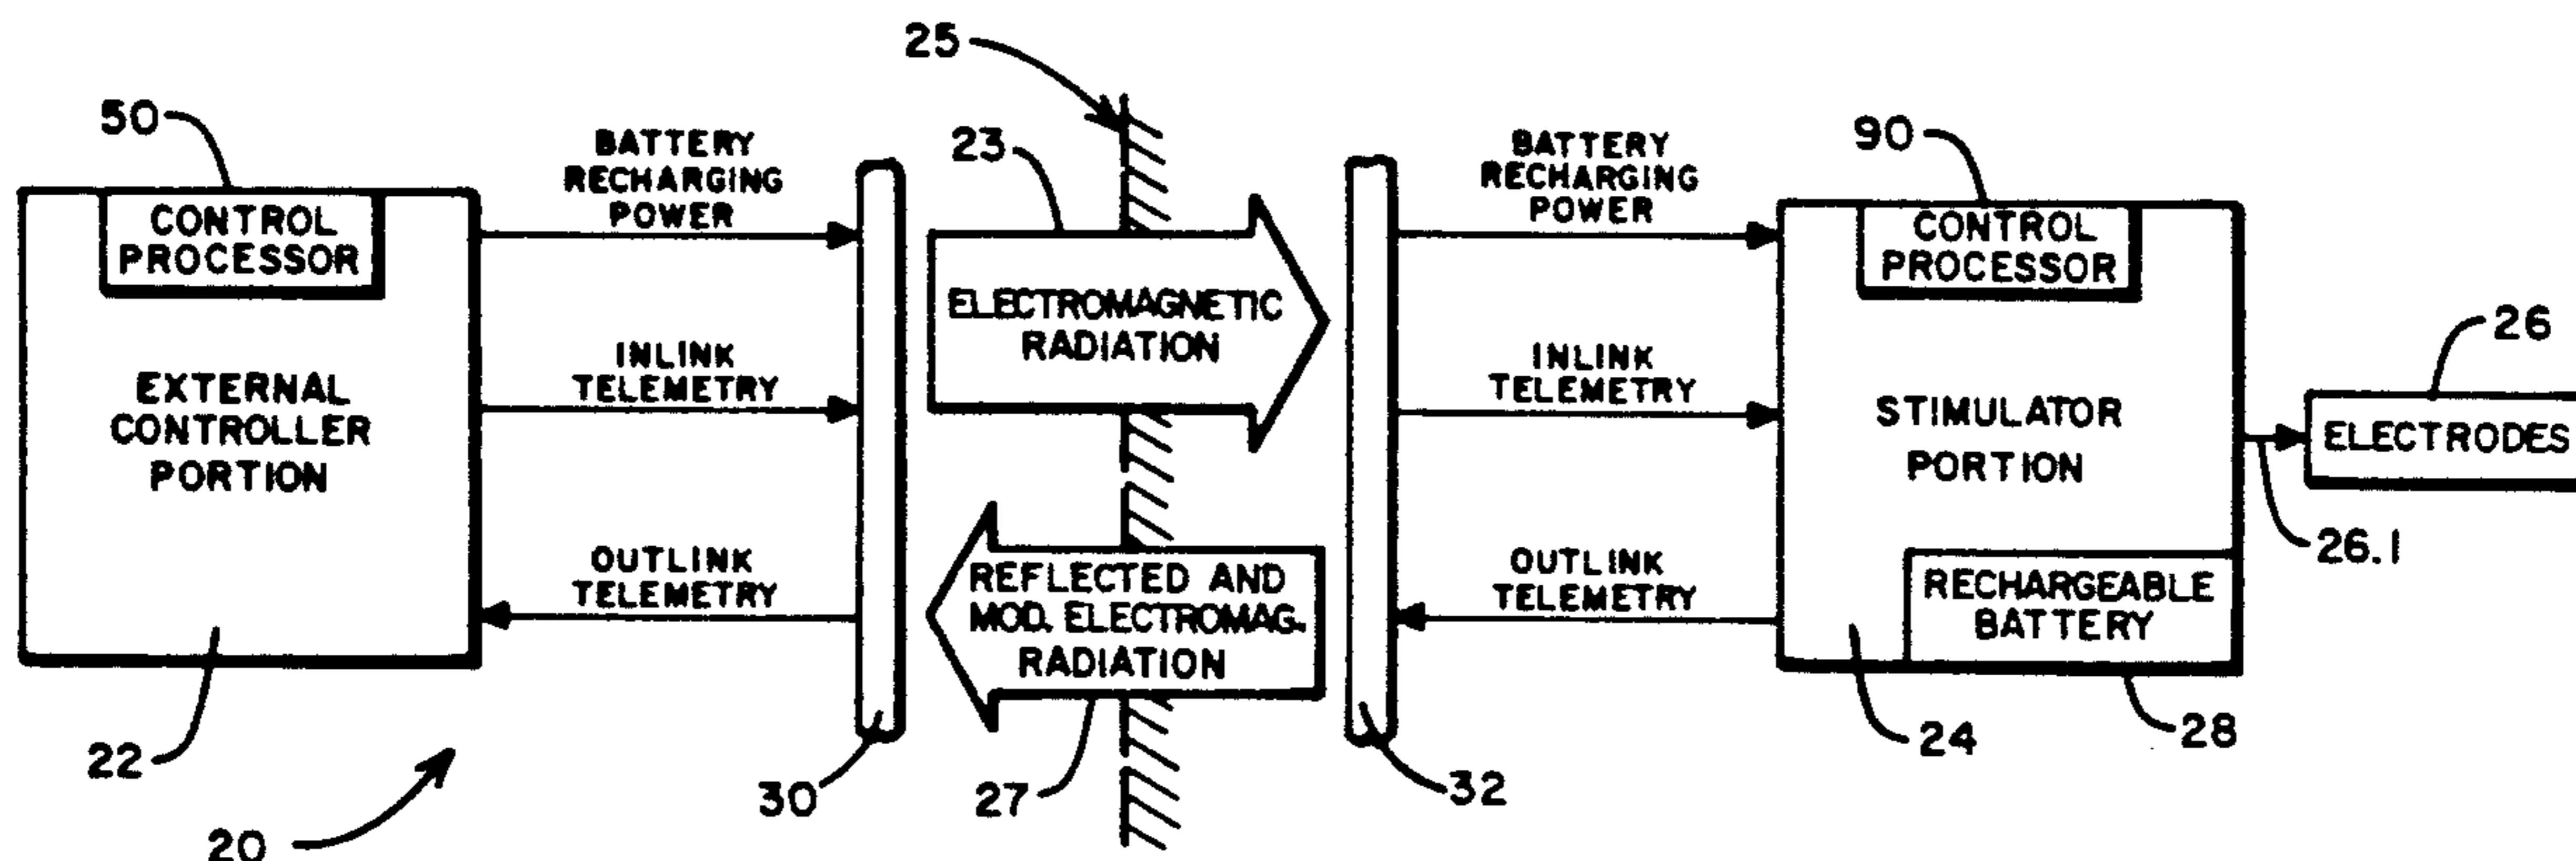 25
50
BATTERY
RECHARGING
POWER
23
BATTERY
RECHARGING
POWER
90
CONTROL
PROCESSOR
CONTROL
PROCESSOR
ELECTROMAGNETIC
RADIATION
INLINK
TELEMETRY
INLINK
TELEMETRY
26
EXTERNAL
CONTROLLER
PORTION
STIMULATOR
PORTION
ELECTRODES
26.1
OUTLINK
TELEMETRY
REFLECTED AND
MOD. ELECTROMAG-
RADIATION
OUTLINK
TELEMETRY
RECHARGEABLE
BATTERY
22
30
27
32
24
28
20